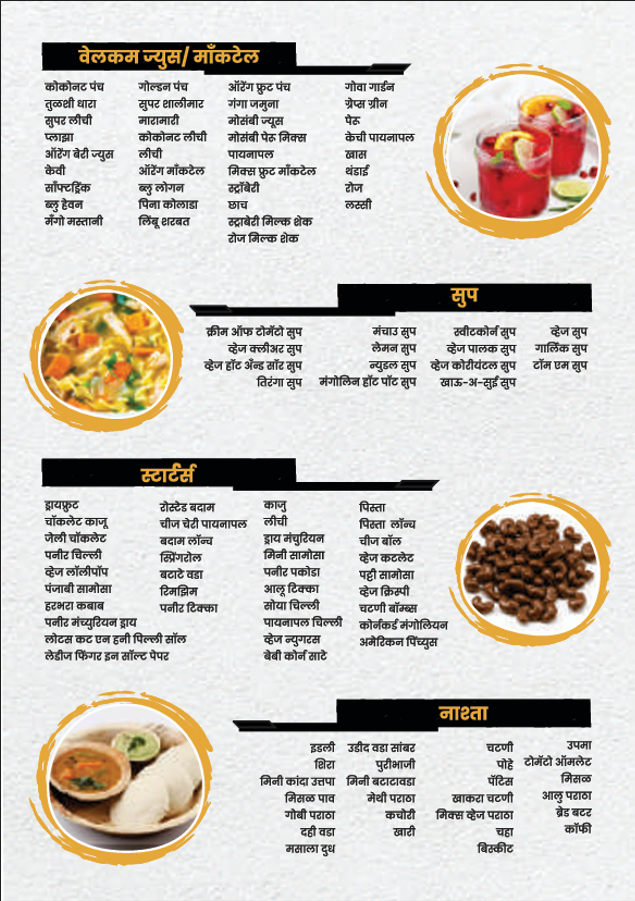 वेलकम ज्युस/ मॉकटेल
कोकोनट पंच
तुळशी धारा
सुपर लीची
प्लाझा
ऑरेंग बेरी ज्युस
केवी
सॉफ्टड्रिंक
ब्लु हेवन
मँगो मस्तानी
गोल्डन पंच
सुपर शालीमार
मारामारी
कोकोनट लीची
लीची
ऑरेंग मॉकटेल
ब्लु लोगन
पिना कोलाडा
लिंबू शरबत
ऑरेंग फ्रुट पंच
गंगा जमुना
मोसंबी ज्यूस
मोसंबी पेरू मिक्स
पायनापल
मिक्स फ्रुट मॉकटेल
स्ट्रॉबेरी
छाच
स्ट्राबेरी मिल्क शेक
रोज मिल्क शेक
गोवा गार्डन
ग्रेप्स ग्रीन
पेरू
केची पायनापल
खास
थंडाई
रोज
लस्सी
सुप
क्रीम ऑफ टोमॅटो सुप
व्हेज क्लीअर सुप
व्हेज हॉट अँन्ड सॉर सुप
तिरंगा सुप
मंचाउ सुप
लेमन सुप
न्युडल सुप
मंगोलिन हॉट पॉट सुप
स्वीटकोर्न सुप
व्हेज पालक सुप
व्हेज कोरीयंटल सुप
खाऊ-अ-सुई सुप
व्हेज सुप
गार्लिक सुप
टॉम एम सुप
स्टार्टर्स
ड्रायफ्रुट
चॉकलेट काजू
जेली चॉकलेट
पनीर चिल्ली
व्हेज लॉलीपॉप
पंजाबी सामोसा
हरभरा कबाब
पनीर मंच्युरियन ड्राय
लोटस कट एन हनी पिल्ली सॉल
लेडीज फिंगर इन सॉल्ट पेपर
रोस्टेड बदाम
चीज चेरी पायनापल
बदाम लॉन्च
स्प्रिंगरोल
बटाटे वडा
रिमझिम
पनीर टिक्का
काजु
लीची
ड्राय मंचुरियन
मिनी सामोसा
पनीर पकोडा
आलू टिक्का
सोया चिल्ली
पायनापल चिल्ली
व्हेज न्युगरस
बेबी कोर्न साटे
पिस्ता
पिस्ता लॉन्च
चीज बॉल
व्हेज कटलेट
पट्टी सामोसा
व्हेज क्रिस्पी
चटणी बॉम्ब्स
कोर्नकर्ड मंगोलियन
अमेरिकन पिंच्युस
नाश्ता
इडली
शिरा
मिनी कांदा उत्तपा
मिसळ पाव
गोबी पराठा
दही वडा
मसाला दुध
उडीद वडा सांबर
पुरीभाजी
मिनी बटाटावडा
मेथी पराठा
कचोरी
खारी
चटणी
पोहे
पॅटिस
खाकरा चटणी
मिक्स व्हेज पराठा
चहा
बिस्कीट
उपमा
टोमॅटो ऑमलेट
मिसळ
आलु पराठा
ब्रेड बटर
कॉफी